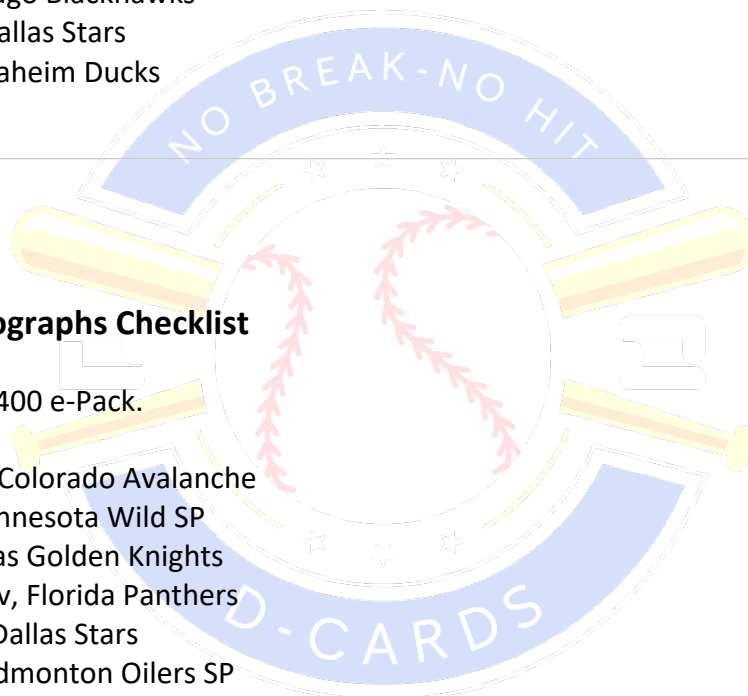 ago Blackhawks
allas Stars
aheim Ducks
NO BREAK-NO HIT
ographs Checklist
400 e-Pack.
Colorado Avalanche
nnesota Wild SP
as Golden Knights
v, Florida Panthers
Dallas Stars
dmonton Oilers SP
D-CARDS